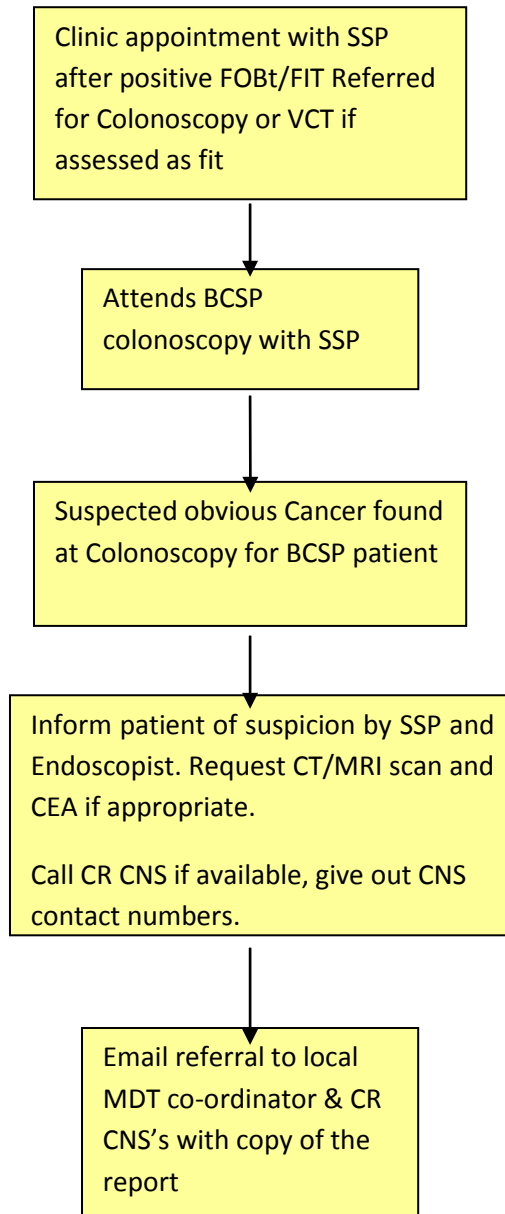 Clinic appointment with SSP
after positive FOBt/FIT Referred
for Colonoscopy or VCT if
assessed as fit
Attends BCSP
colonoscopy with SSP
Suspected obvious Cancer found
at Colonoscopy for BCSP patient
Inform patient of suspicion by SSP and
Endoscopist. Request CT/MRI scan and
CEA if appropriate.
Call CR CNS if available, give out CNS
contact numbers.
Email referral to local
MDT co-ordinator & CR
CNS’s with copy of the
report